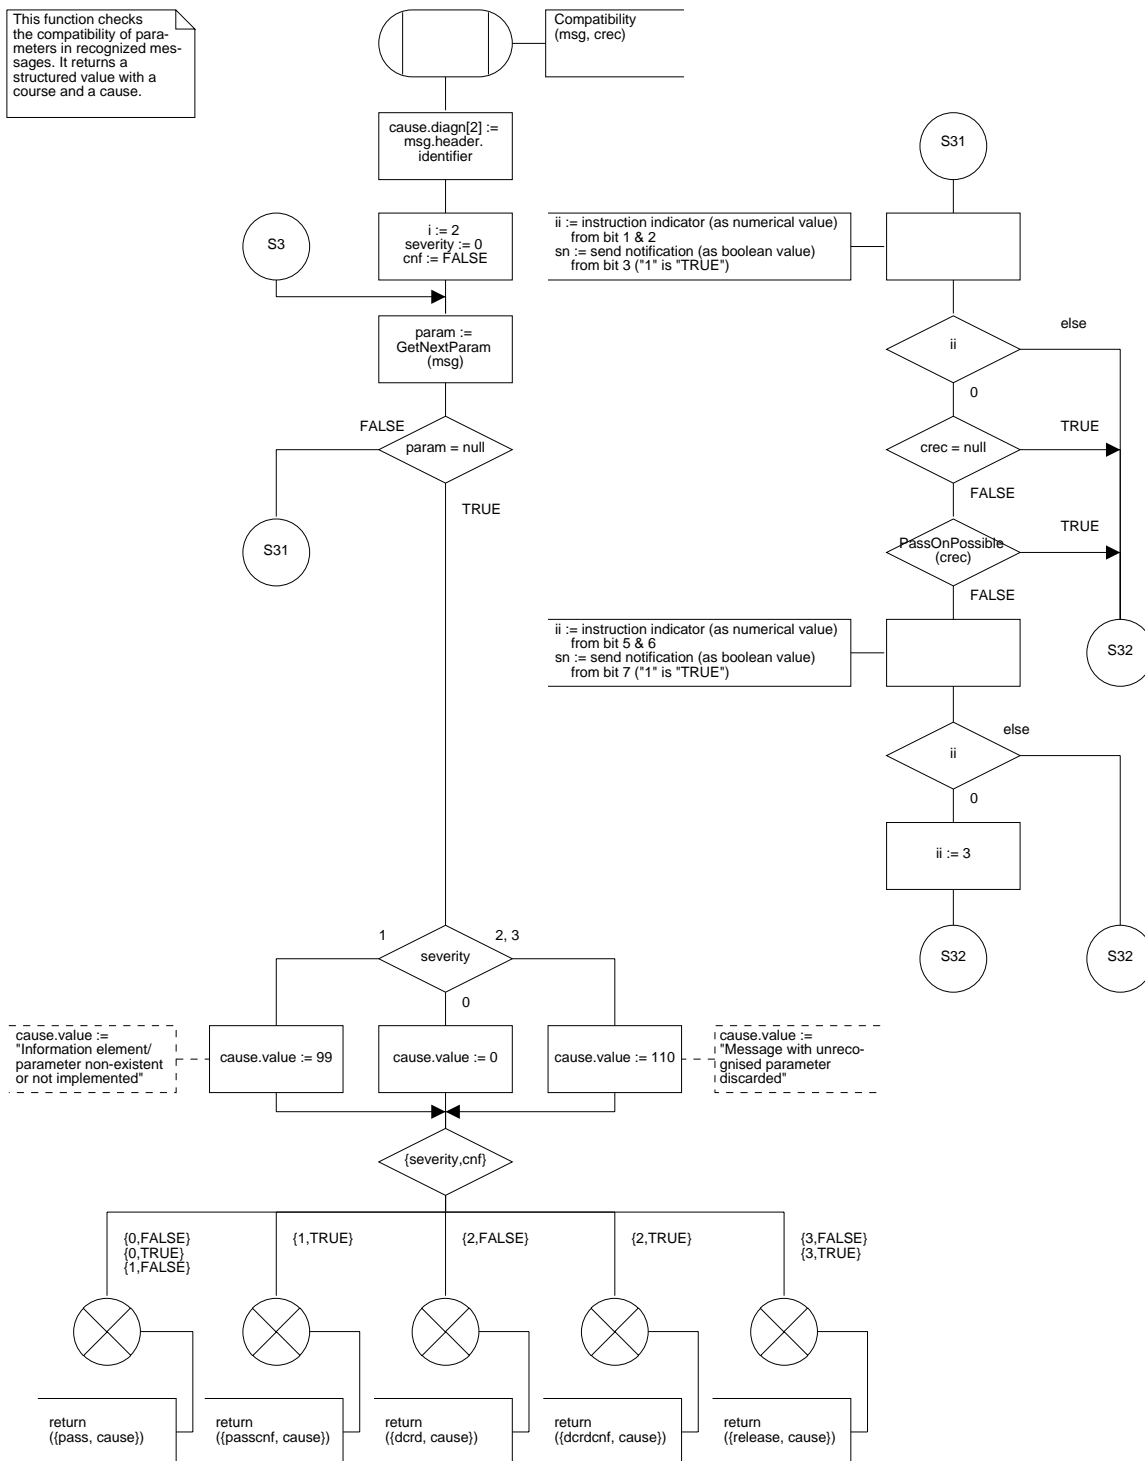 This function checks
the compatibility of para-
meters in recognized mes-
sages. It returns a
structured value with a
course and a cause.
Compatibility
(msg, crec)
cause.diagn[2] :=
msg.header.
identifier
S31
S3
i := 2
severity := 0
cnf := FALSE
ii := instruction indicator (as numerical value)
from bit 1 & 2
sn := send notification (as boolean value)
from bit 3 ("1" is "TRUE")
param :=
GetNextParam
(msg)
else
ii
0
FALSE
param = null
TRUE
crec = null
TRUE
FALSE
S31
TRUE
PassOnPossible
(crec)
FALSE
ii := instruction indicator (as numerical value)
from bit 5 & 6
sn := send notification (as boolean value)
from bit 7 ("1" is "TRUE")
S32
else
ii
0
ii := 3
1
2, 3
severity
0
S32
S32
cause.value :=
"Information element/
parameter non-existent
or not implemented"
cause.value := 99
cause.value := 0
cause.value := 110
cause.value :=
"Message with unreco-
gnised parameter
discarded"
{severity,cnf}
{0,FALSE}
{0,TRUE}
{1,FALSE}
{1,TRUE}
{2,FALSE}
{2,TRUE}
{3,FALSE}
{3,TRUE}
return
({pass, cause})
return
({passcnf, cause})
return
({dcrd, cause})
return
({dcrdcnf, cause})
return
({release, cause})